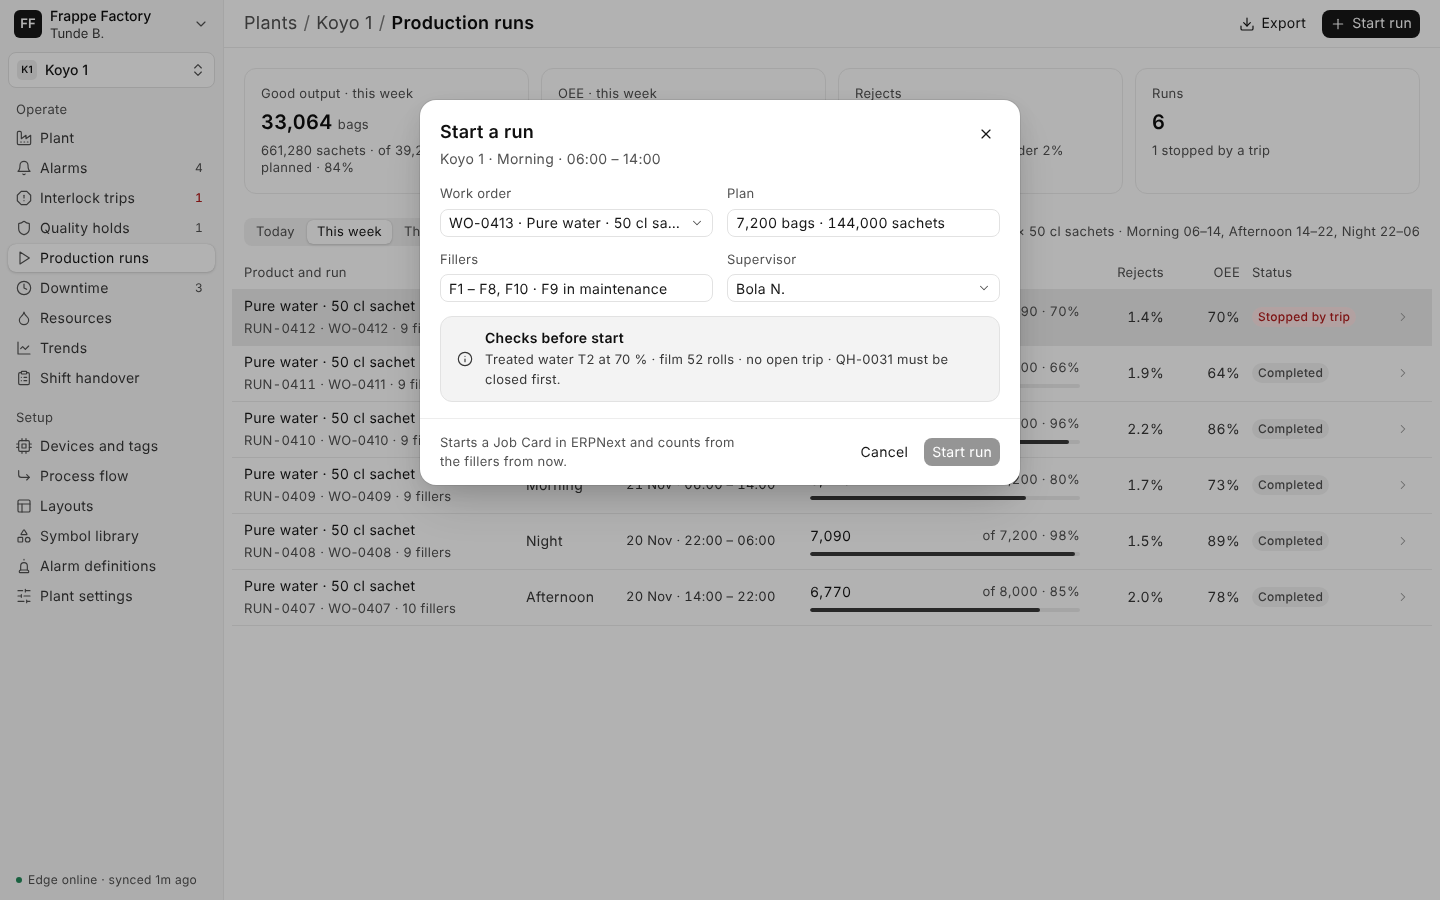 FF
Frappe Factory
Tunde B.
K1 Koyo 1
Operate
Plant
Alarms 4
Interlock trips 1
Quality holds 1
Production runs
Downtime 3
Resources
Trends
Shift handover
Setup
Devices and tags
Process flow
Layouts
Symbol library
Alarm definitions
Plant settings
Edge online · synced 1m ago
Plants / Koyo 1 / Production runs
Export
Start run
Good output · this week
33,064 bags
661,280 sachets · of 39,2
planned · 84%
OEE · this week
Rejects
der 2%
Runs
6
1 stopped by a trip
Today This week Th
50 cl sachets · Morning 06–14, Afternoon 14–22, Night 22–06
Product and run Rejects OEE Status
Pure water · 50 cl sachet
RUN-0412 · WO-0412 · 9 fi
90 · 70% 1.4% 70% Stopped by trip
Pure water · 50 cl sachet
RUN-0411 · WO-0411 · 9 fi
00 · 66% 1.9% 64% Completed
Pure water · 50 cl sachet
RUN-0410 · WO-0410 · 9 fi
00 · 96% 2.2% 86% Completed
Pure water · 50 cl sachet
RUN-0409 · WO-0409 · 9 fillers
Morning 21 Nov · 06:00 – 14:00 ,200 · 80% 1.7% 73% Completed
Pure water · 50 cl sachet
RUN-0408 · WO-0408 · 9 fillers
Night 20 Nov · 22:00 – 06:00 7,090 of 7,200 · 98% 1.5% 89% Completed
Pure water · 50 cl sachet
RUN-0407 · WO-0407 · 10 fillers
Afternoon 20 Nov · 14:00 – 22:00 6,770 of 8,000 · 85% 2.0% 78% Completed
Start a run
Koyo 1 · Morning · 06:00 – 14:00
Work order
WO-0413 · Pure water · 50 cl sa...
Plan
7,200 bags · 144,000 sachets
Fillers
F1 – F8, F10 · F9 in maintenance
Supervisor
Bola N.
Checks before start
Treated water T2 at 70 % · film 52 rolls · no open trip · QH-0031 must be
closed first.
Starts a Job Card in ERPNext and counts from
the fillers from now.
Cancel
Start run